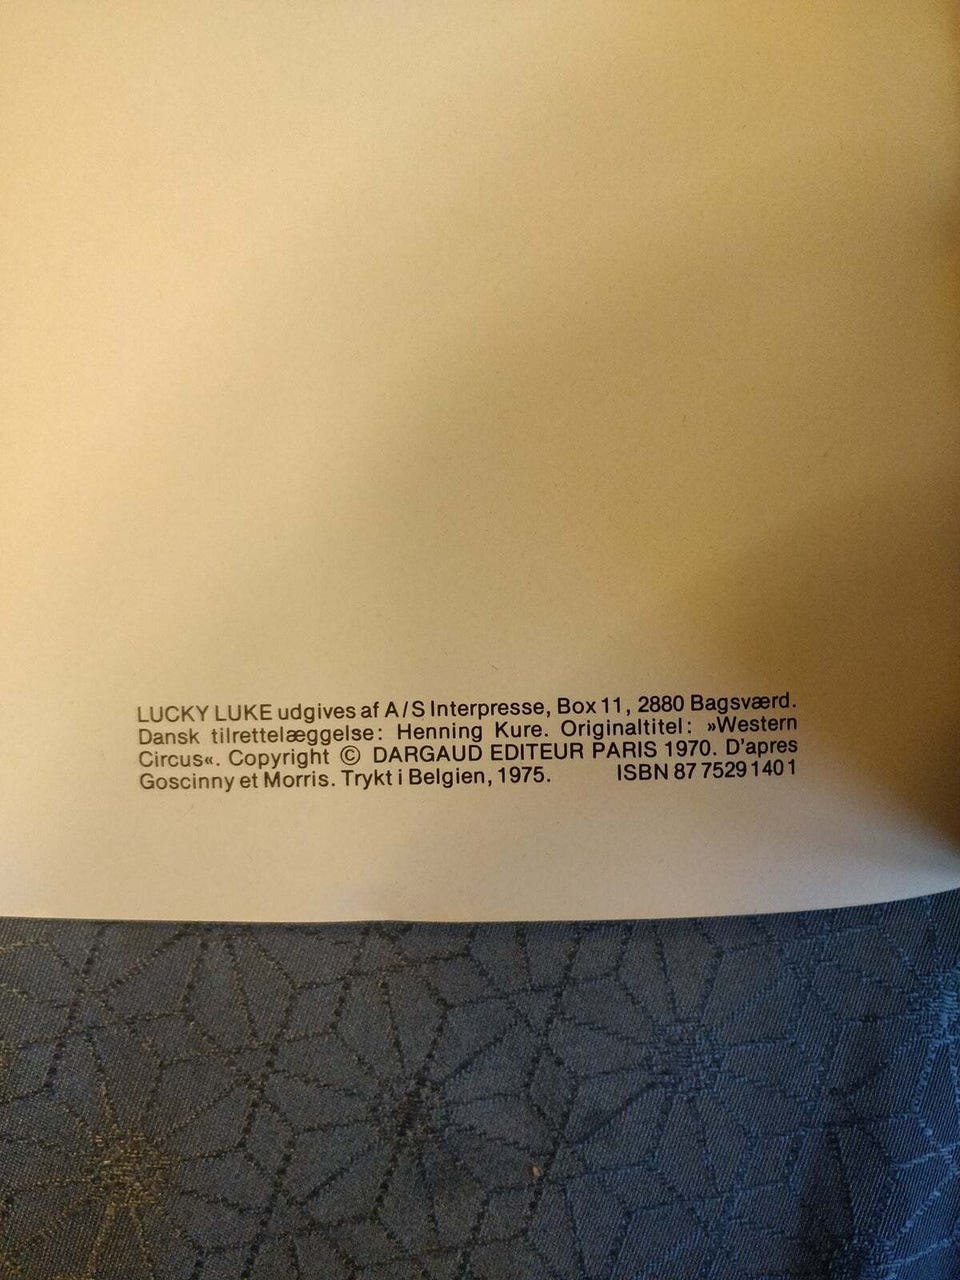 LUCKY LUKE udgives af A/S Interpresse, Box 11, 2880 Bagsværd.
Dansk tilrettelæggelse: Henning Kure. Originaltitel: »Western
Circus«. Copyright © DARGAUD EDITEUR PARIS 1970. D'apres
Goscinny et Morris. Trykt i Belgien, 1975. ISBN 87 7529 140 1